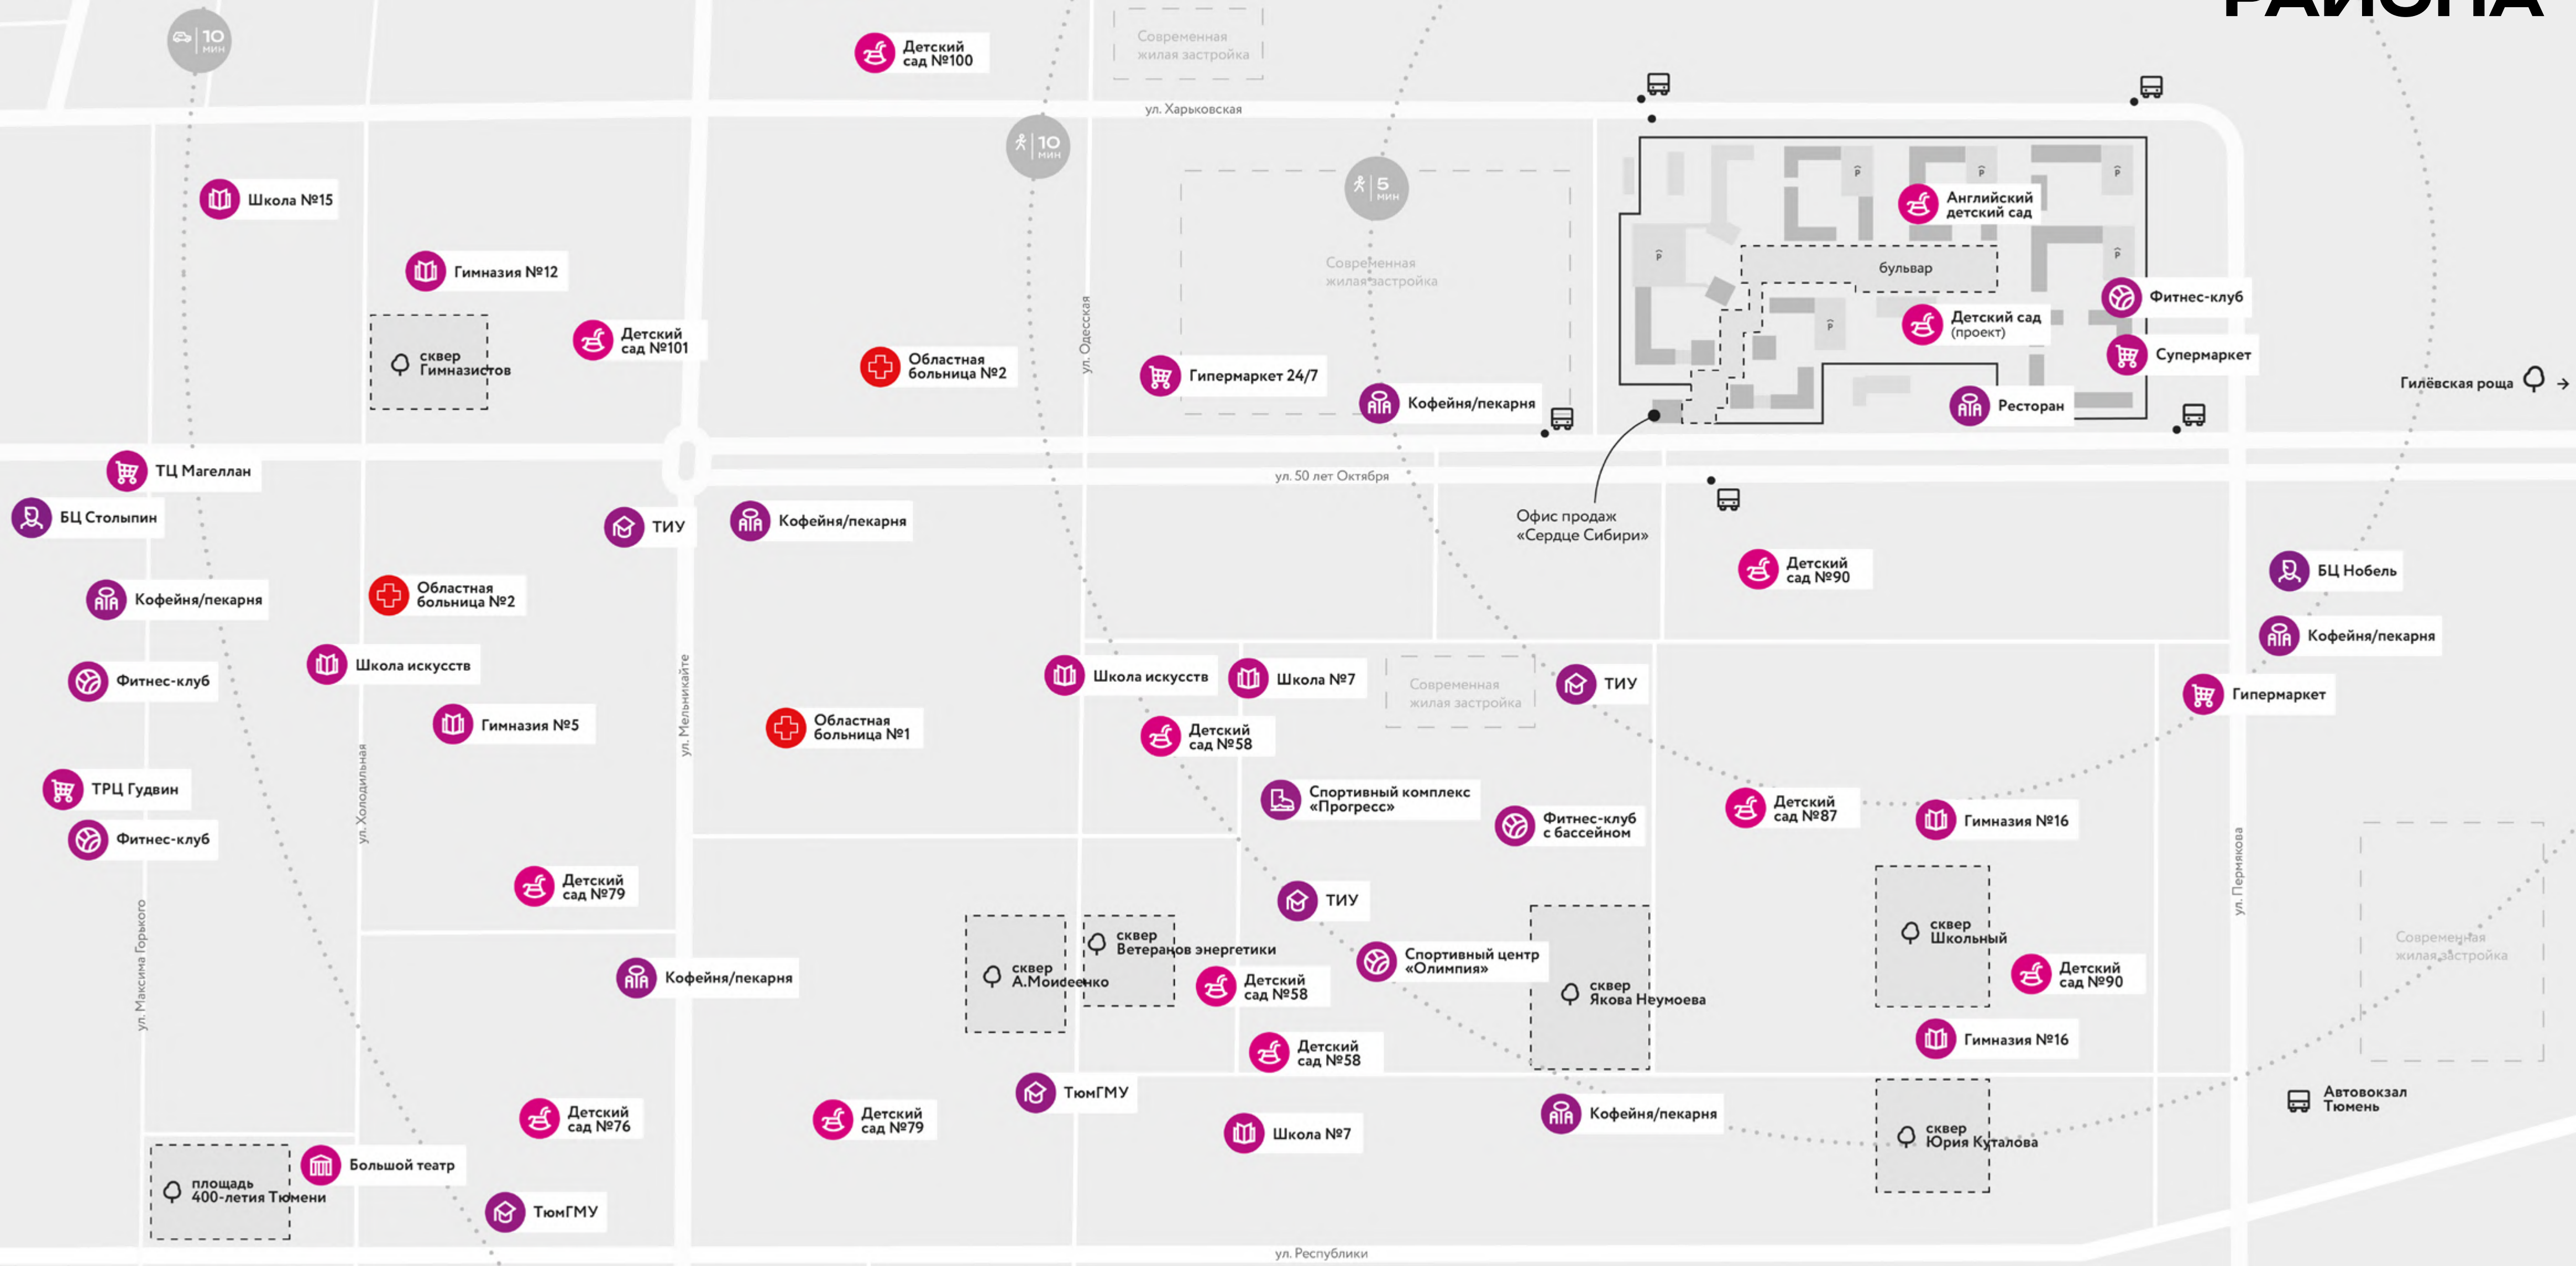 РАЙОНА
10
мин
Детский
сад №100
Современная
жилая застройка
ул. Харьковская
10
мин
5
мин
Школа №15
Гимназия №12
сквер
Гимназистов
Детский
сад №101
Областная
больница №2
ул. Одесская
Современная
жилая застройка
Гипермаркет 24/7
Кофейня/пекарня
P
P
P
Английский
детский сад
P
P
бульвар
Детский сад
(проект)
P
Фитнес-клуб
Супермаркет
Ресторан
Гилёвская роща
ул. 50 лет Октября
Офис продаж
«Сердце Сибири»
ТЦ Магеллан
БЦ Столыпин
ТИУ
Кофейня/пекарня
Кофейня/пекарня
Областная
больница №2
Детский
сад №90
БЦ Нобель
Кофейня/пекарня
Фитнес-клуб
Школа искусств
Гимназия №5
ул. Мельникайте
Областная
больница №1
Школа искусств
Школа №7
Детский
сад №58
Современная
жилая застройка
ТИУ
Гипермаркет
ТРЦ Гудвин
Фитнес-клуб
ул. Холодильная
Спортивный комплекс
«Прогресс»
Фитнес-клуб
с бассейном
Детский
сад №87
Гимназия №16
ул. Пермякова
Детский
сад №79
ТИУ
ул. Максима Горького
Кофейня/пекарня
сквер
А.Моисеенко
сквер
Ветеранов энергетики
Детский
сад №58
Спортивный центр
«Олимпия»
сквер
Якова Неумоева
сквер
Школьный
Детский
сад №90
Современная
жилая застройка
Детский
сад №58
Гимназия №16
ТюмГМУ
Детский
сад №76
Детский
сад №79
Школа №7
Кофейня/пекарня
сквер
Юрия Куталова
Автовокзал
Тюмень
площадь
400-летия Тюмени
Большой театр
ТюмГМУ
ул. Республики